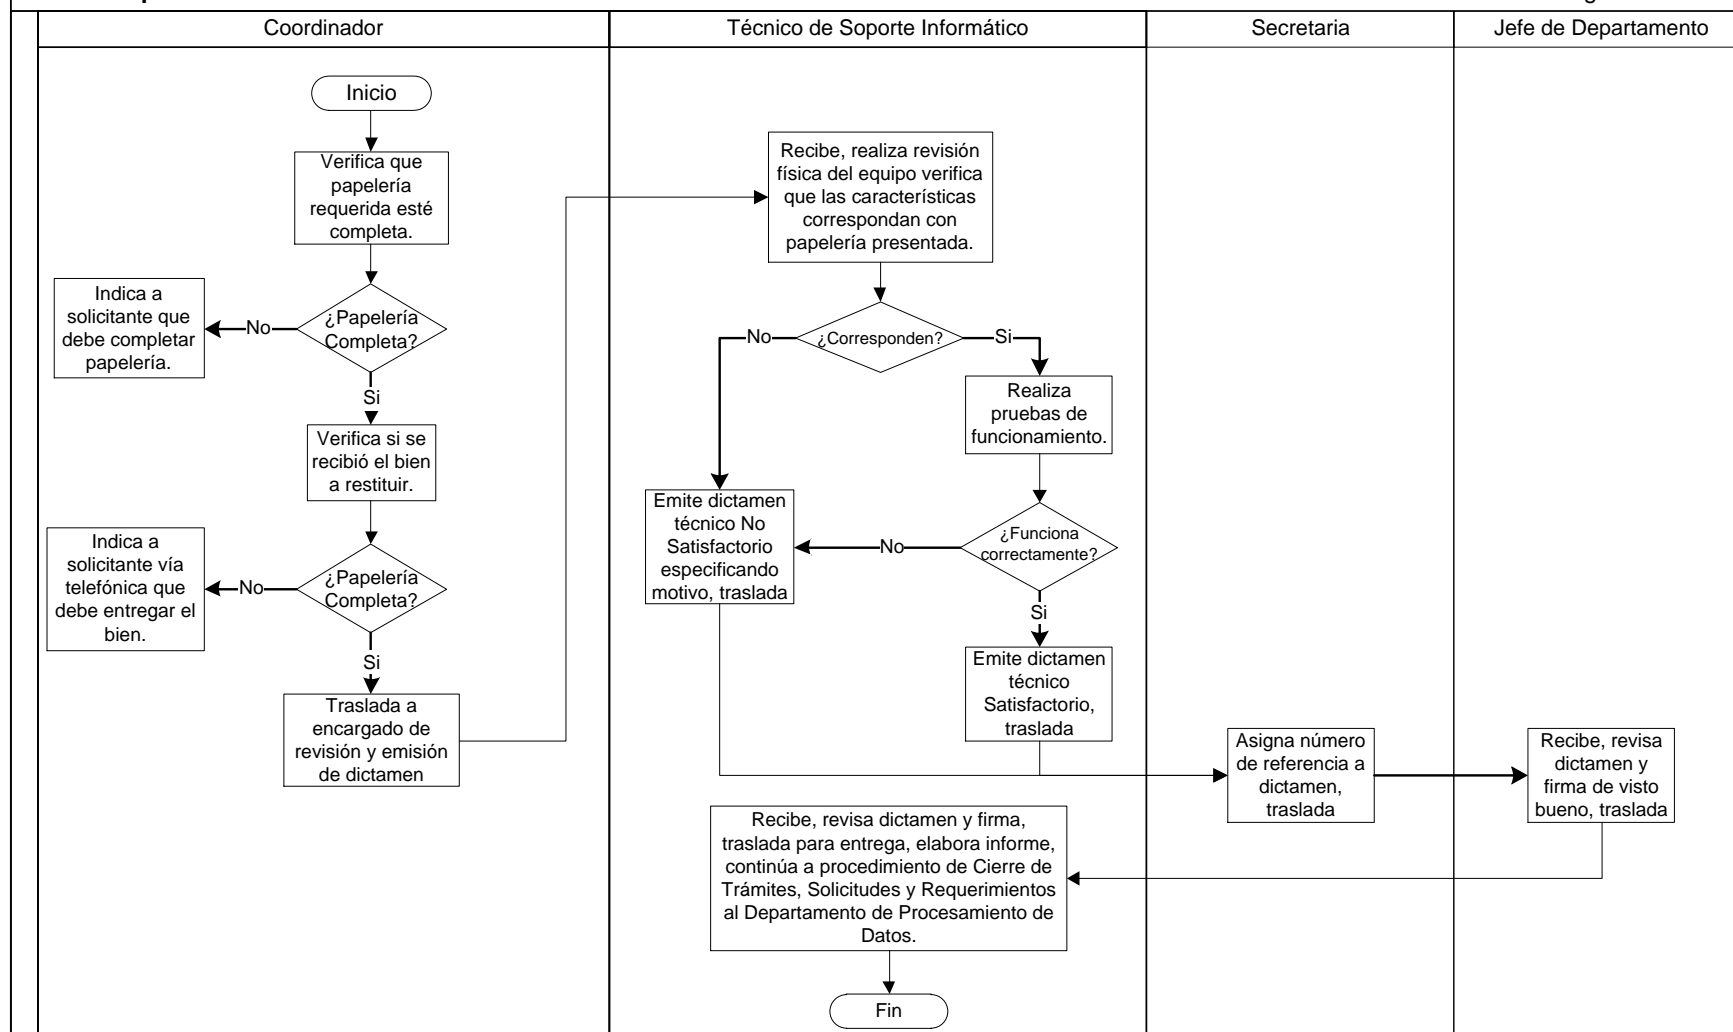 Coordinador
Técnico de Soporte Informático
Secretaria
Jefe de Departamento
Inicio
Verifica que
papelería
requerida esté
completa.
¿Papelería
Completa?
No
Indica a
solicitante que
debe completar
papelería.
Si
Verifica si se
recibió el bien
a restituir.
¿Papelería
Completa?
No
Indica a
solicitante vía
telefónica que
debe entregar el
bien.
Si
Traslada a
encargado de
revisión y emisión
de dictamen
Recibe, realiza revisión
física del equipo verifica
que las características
correspondan con
papelería presentada.
¿Corresponden?
No
Si
Realiza
pruebas de
funcionamiento.
¿Funciona
correctamente?
No
Emite dictamen
técnico No
Satisfactorio
especificando
motivo, traslada
Si
Emite dictamen
técnico
Satisfactorio,
traslada
Asigna número
de referencia a
dictamen,
traslada
Recibe, revisa
dictamen y
firma de visto
bueno, traslada
Recibe, revisa dictamen y firma,
traslada para entrega, elabora informe,
continúa a procedimiento de Cierre de
Trámites, Solicitudes y Requerimientos
al Departamento de Procesamiento de
Datos.
Fin